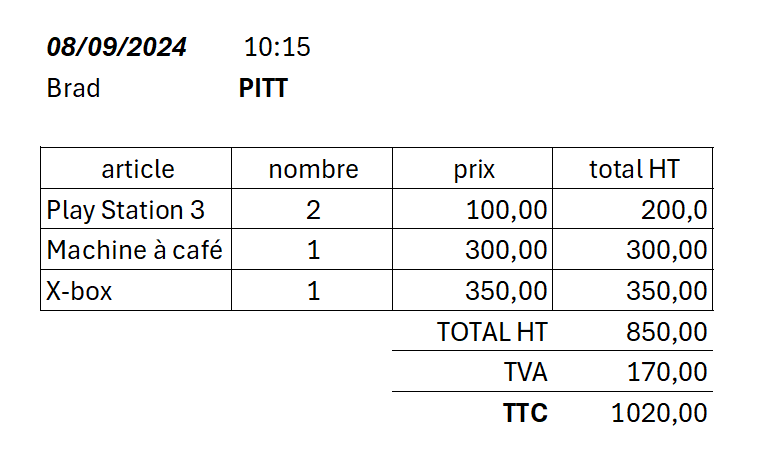 08/09/2024 10:15
Brad PITT
article nombre prix total HT
Play Station 3 2 100,00 200,0
Machine à café 1 300,00 300,00
X-box 1 350,00 350,00
TOTAL HT 850,00
TVA 170,00
TTC 1020,00